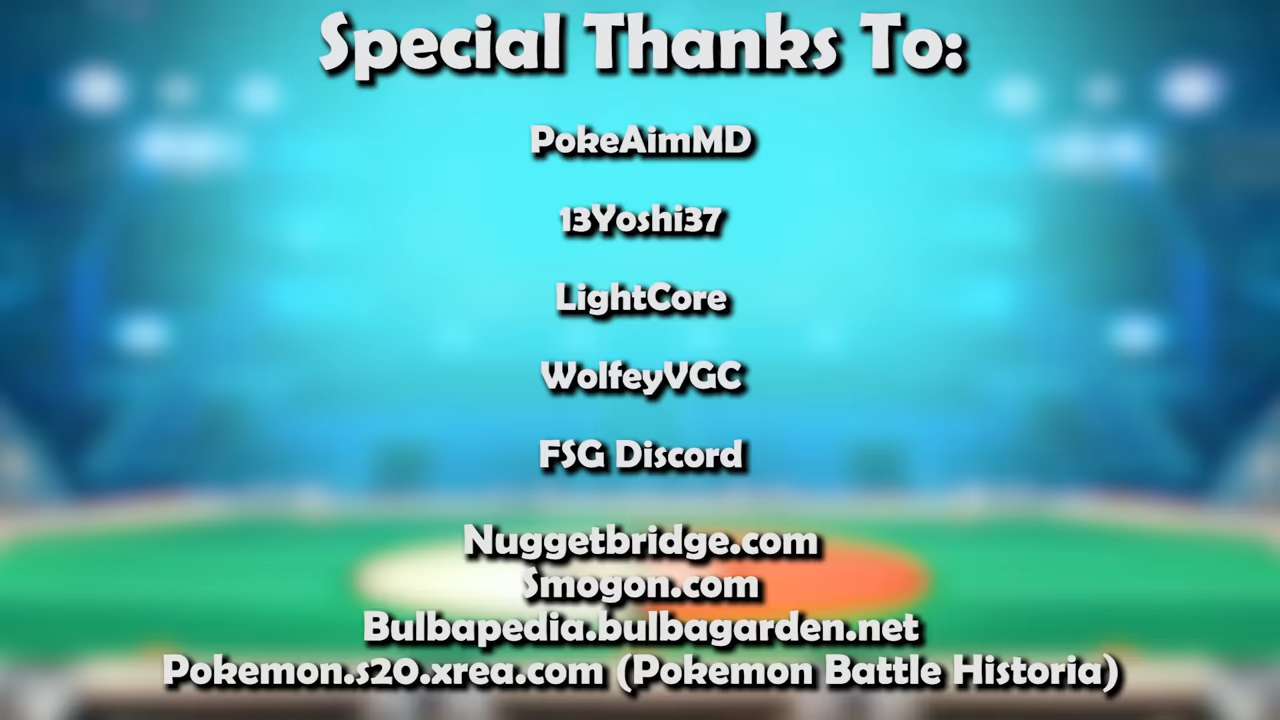 Special Thanks To:
PokeAimMD
13Yoshi37
LightCore
WolfeyVGC
FSG Discord
Nuggetbridge.com
Smogon.com
Bulbapedia.bulbagarden.net
Pokemon.s20.xrea.com (Pokemon Battle Historia)